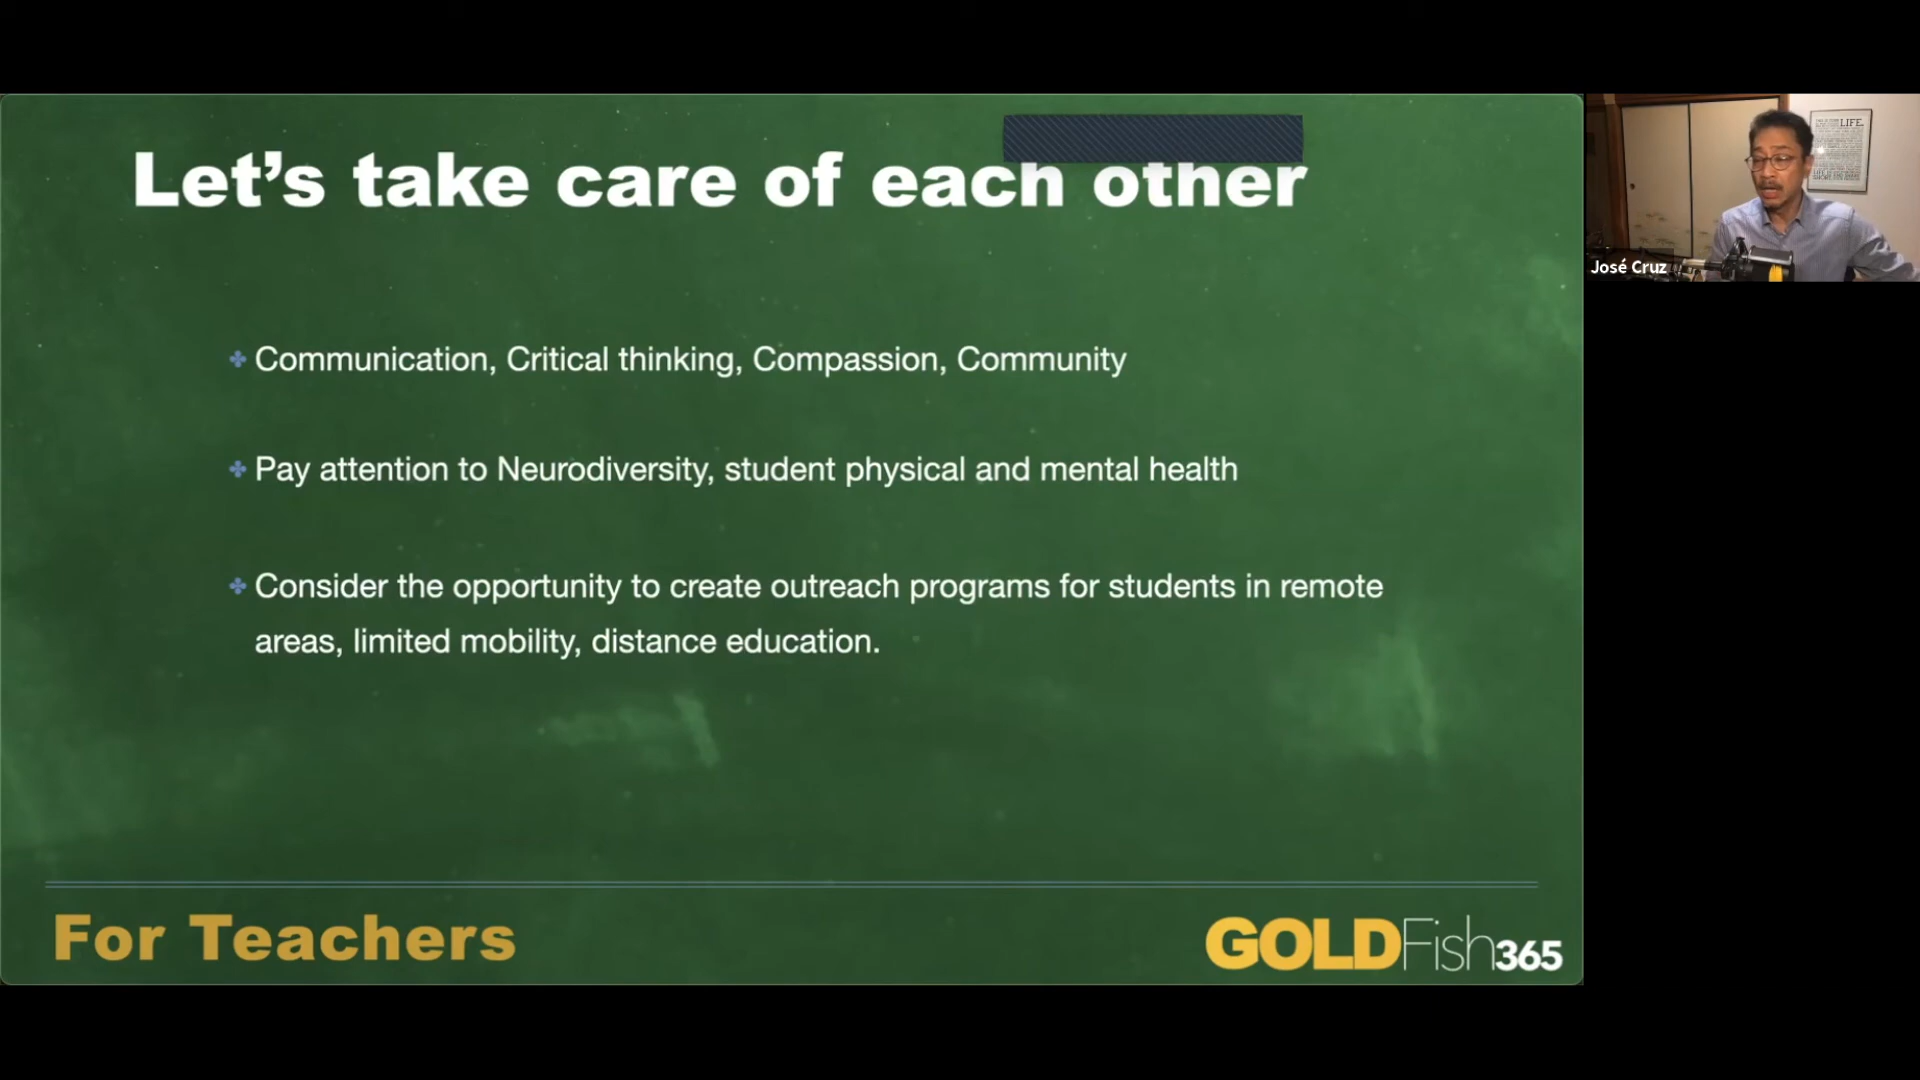 Let's take care of each other
Communication, Critical thinking, Compassion, Community
Pay attention to Neurodiversity, student physical and mental health
Consider the opportunity to create outreach programs for students in remote
areas, limited mobility, distance education.
For Teachers
GOLDFish365
LIFE.
José Cruz